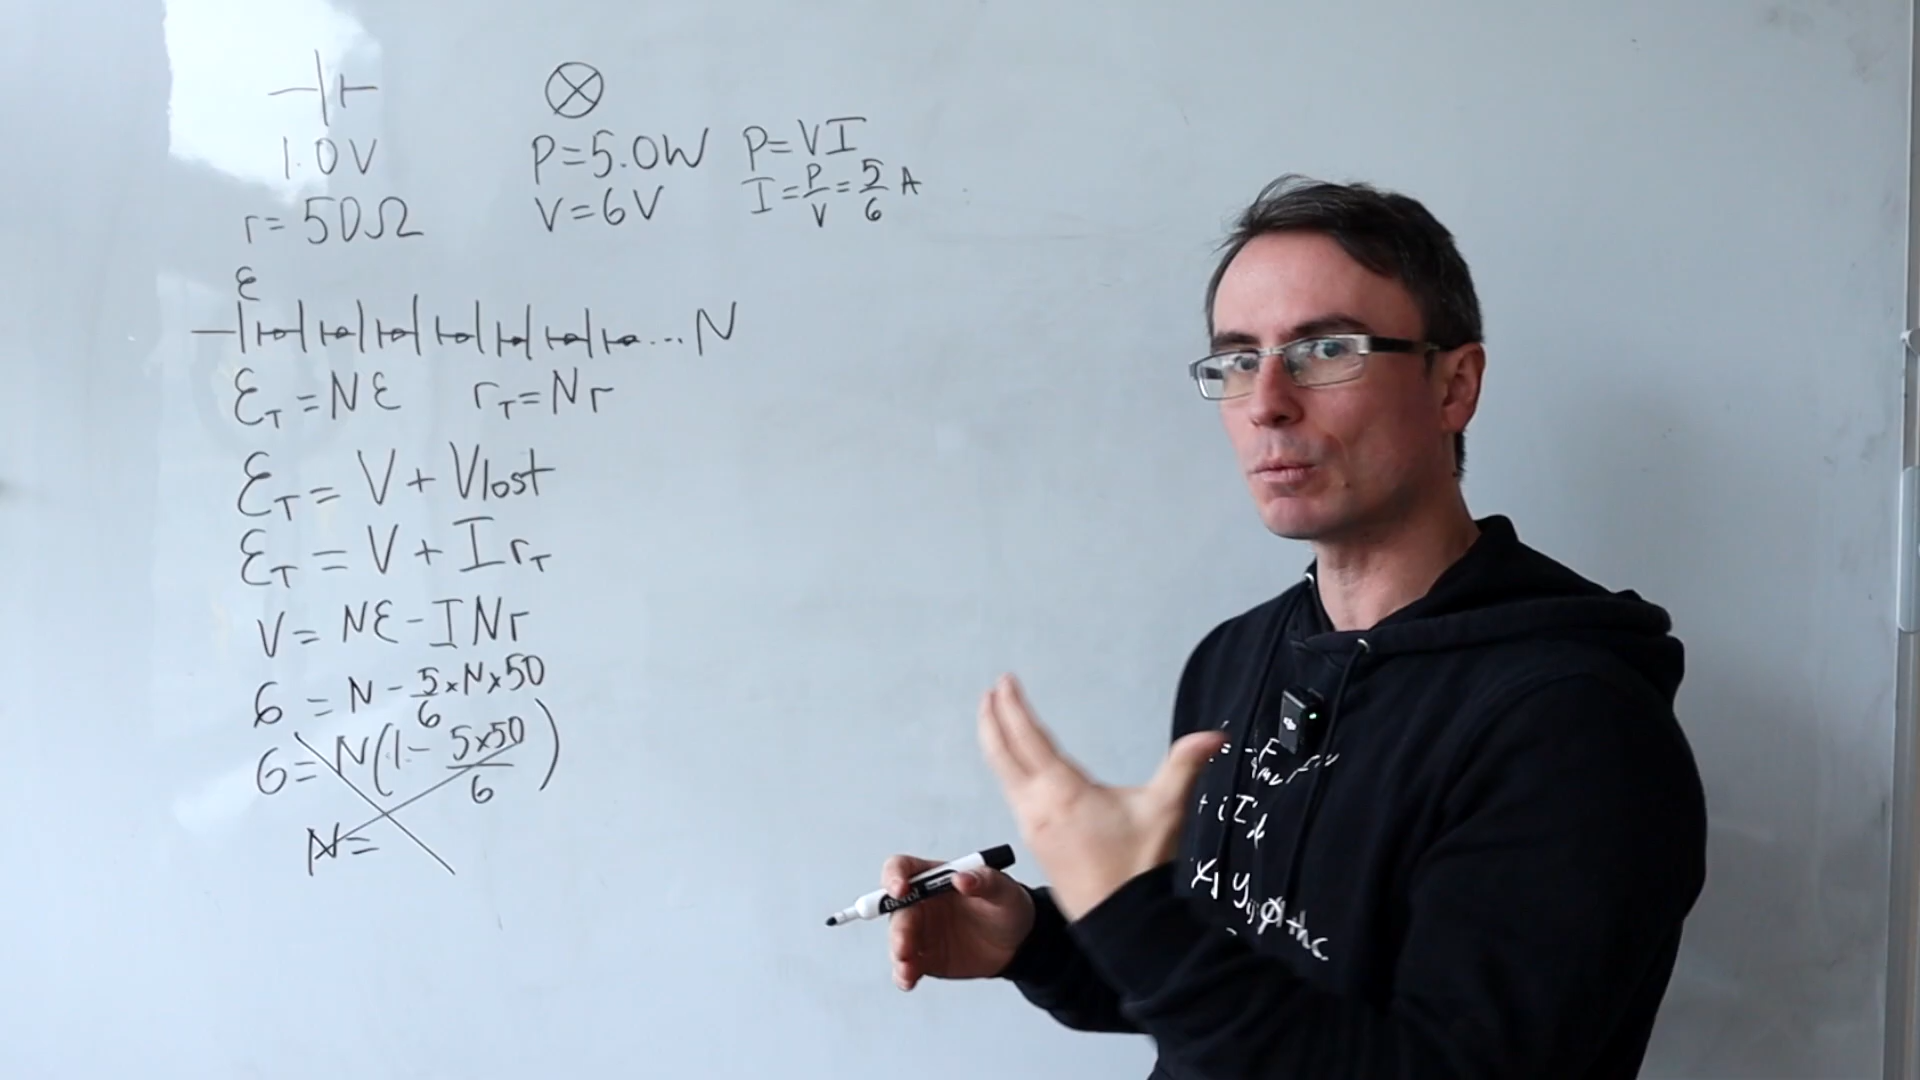 1.0V
r=50Ω
P=5.0W P=VI
V=6V I=P/V=5/6 A
ε
...N
ε_T=Nε r_T=Nr
ε_T=V+Vlost
ε_T=V+Ir_T
V=Nε-INr
6=N-5/6×N×50
6=N(1-5×50/6)
N=
Berol